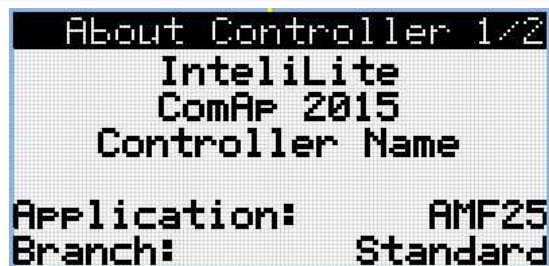 About Controller 1/2
InteliLite
ComAp 2015
Controller Name
Application: AMF25
Branch: Standard